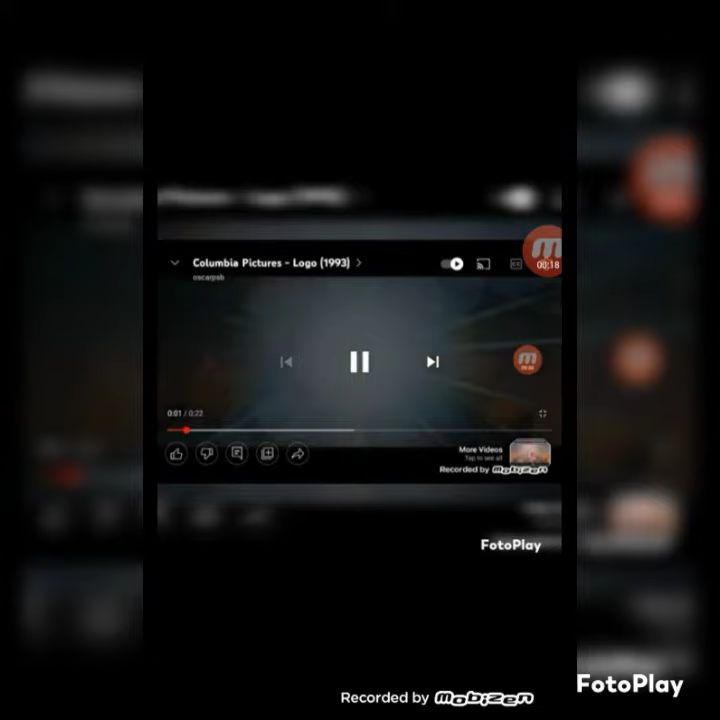 Columbia Pictures - Logo (1993)
oscarpsb
00:18
0:01 / 0:22
More Videos
Tap to see all
Recorded by Mobizen
FotoPlay
Recorded by Mobizen
FotoPlay